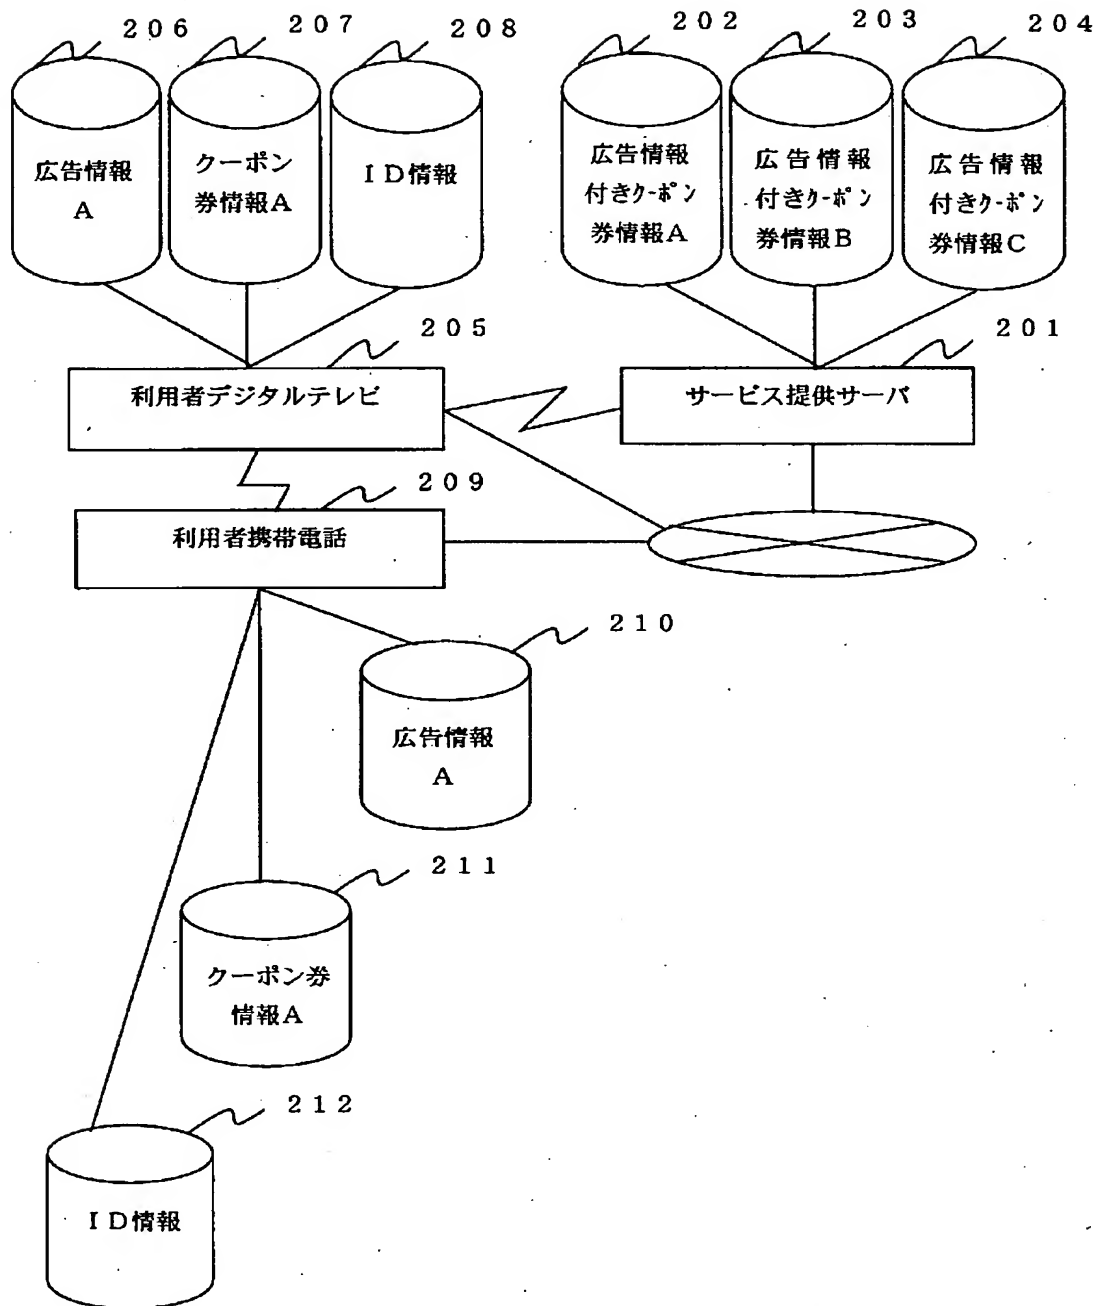 ２０６
２０７
２０８
２０２
２０３
２０４
広告情報
A
クーポン
券情報A
ＩＤ情報
広告情報
付きクーポン
券情報A
広告情報
付きクーポン
券情報B
広告情報
付きクーポン
券情報C
２０５
２０１
利用者デジタルテレビ
サービス提供サーバ
２０９
利用者携帯電話
２１０
広告情報
A
２１１
クーポン券
情報A
２１２
ＩＤ情報